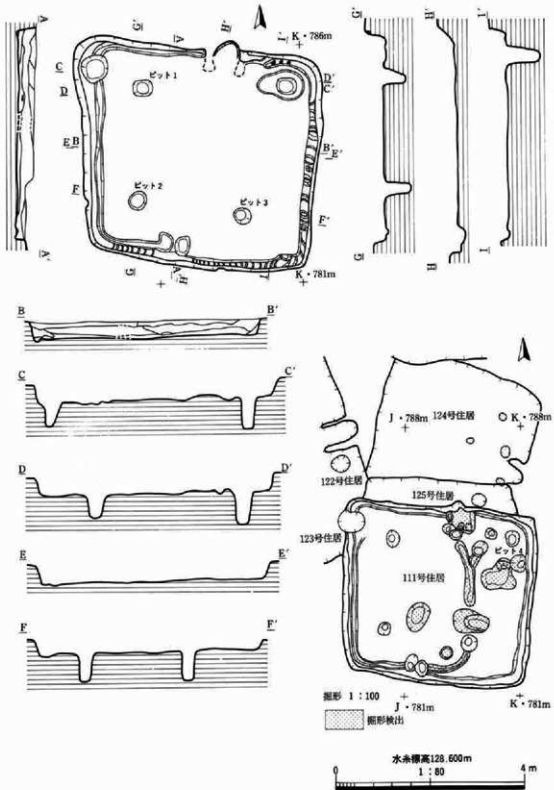 A
G'
A
H'
I'
K・786m
G'
H'
I'
C
ピット1
D'
C'
D
E B
B'
E'
F
ピット2
ピット3
F'
A'
G
A'
H
I
K・781m
G
H
I
B
B'
C
C'
D
D'
E
E'
F
F'
J・788m
124号住居
K・788m
122号住居
125号住居
123号住居
ピット4
111号住居
掘形 1:100
J・781m
K・781m
掘形検出
水糸標高128.600m
0
1:80
4m